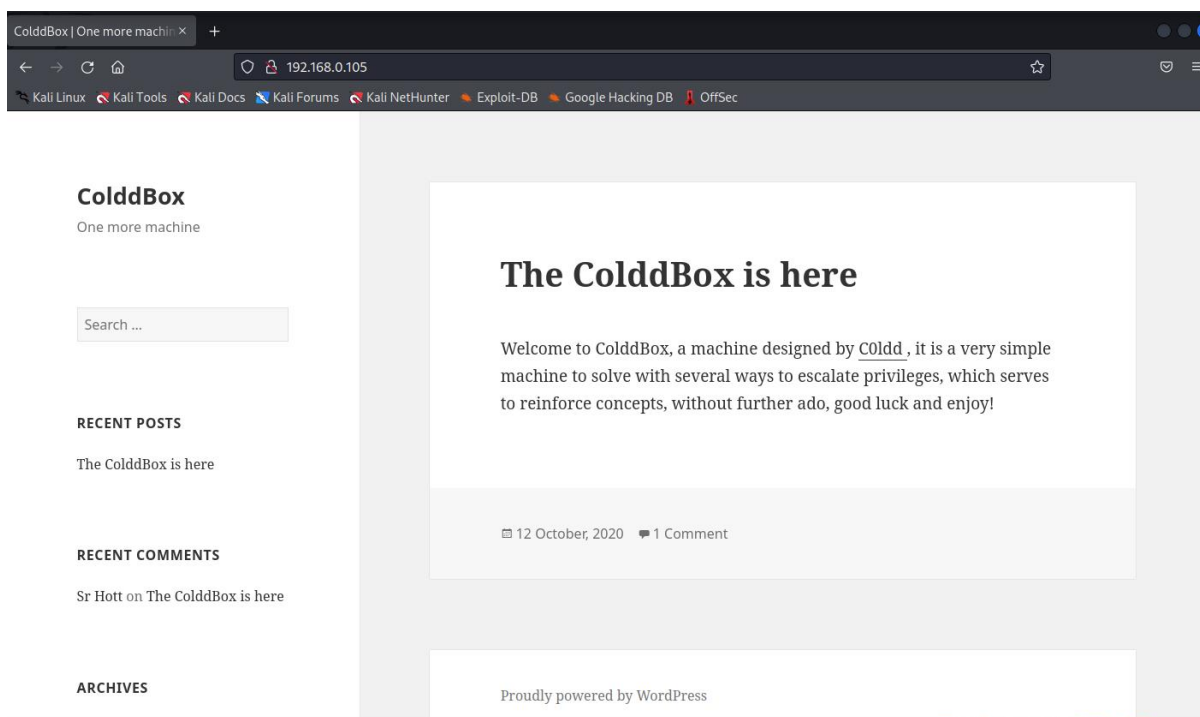 ColddBox | One more machin
192.168.0.105
Kali Linux Kali Tools Kali Docs Kali Forums Kali NetHunter Exploit-DB Google Hacking DB OffSec
ColddBox
One more machine
Search ...
RECENT POSTS
The ColddBox is here
RECENT COMMENTS
Sr Hott on The ColddBox is here
ARCHIVES
The ColddBox is here
Welcome to ColddBox, a machine designed by C0ldd , it is a very simple
machine to solve with several ways to escalate privileges, which serves
to reinforce concepts, without further ado, good luck and enjoy!
12 October, 2020 1 Comment
Proudly powered by WordPress